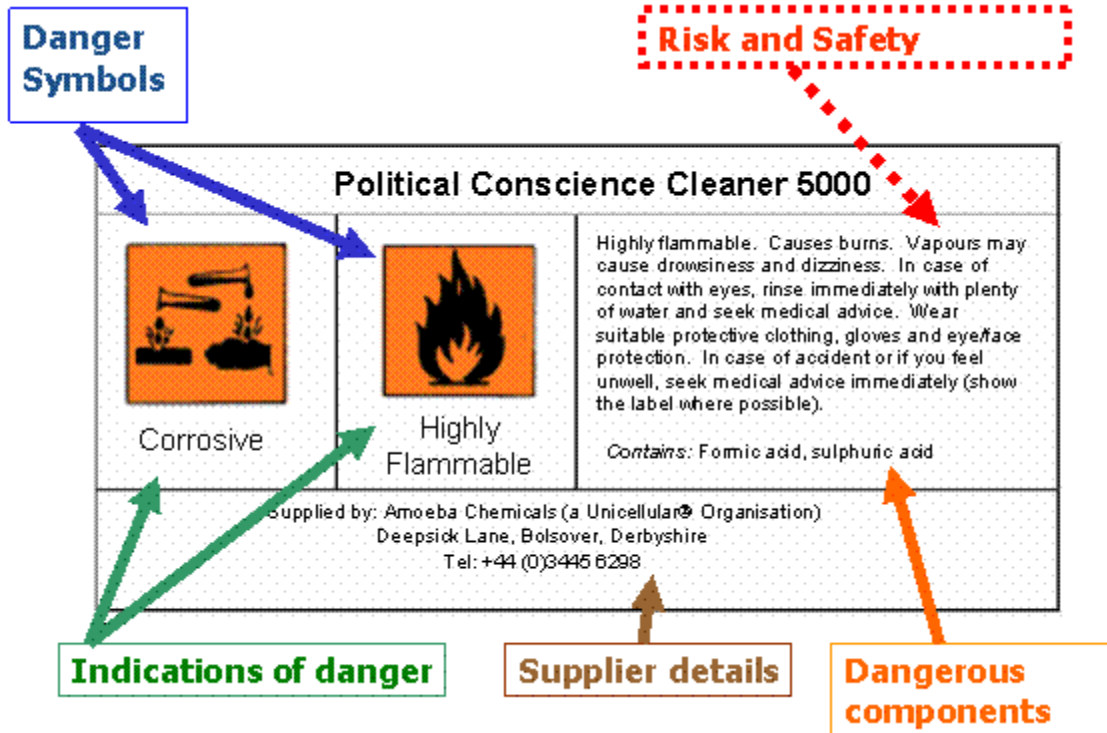 Danger
Symbols
Risk and Safety
Political Conscience Cleaner 5000
Corrosive
Highly
Flammable
Highly flammable. Causes burns. Vapours may
cause drowsiness and dizziness. In case of
contact with eyes, rinse immediately with plenty
of water and seek medical advice. Wear
suitable protective clothing, gloves and eye/face
protection. In case of accident or if you feel
unwell, seek medical advice immediately (show
the label where possible).
Contains: Formic acid, sulphuric acid
Supplied by: Amoeba Chemicals (a Unicellular® Organisation)
Deepsick Lane, Bolsover, Derbyshire
Tel: +44 (0)3445 6298
Indications of danger
Supplier details
Dangerous
components